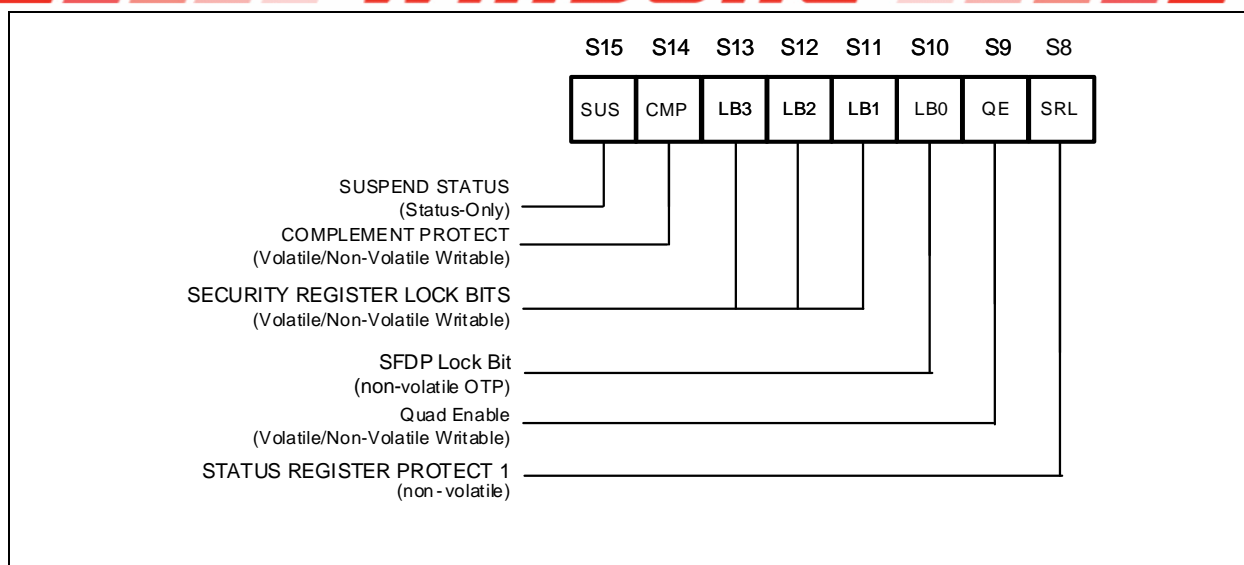 S15 S14 S13 S12 S11 S10 S9 S8
SUS CMP LB3 LB2 LB1 LB0 QE SRL
SUSPEND STATUS
(Status-Only)
COMPLEMENT PROTECT
(Volatile/Non-Volatile Writable)
SECURITY REGISTER LOCK BITS
(Volatile/Non-Volatile Writable)
SFDP Lock Bit
(non-volatile OTP)
Quad Enable
(Volatile/Non-Volatile Writable)
STATUS REGISTER PROTECT 1
(non-volatile)